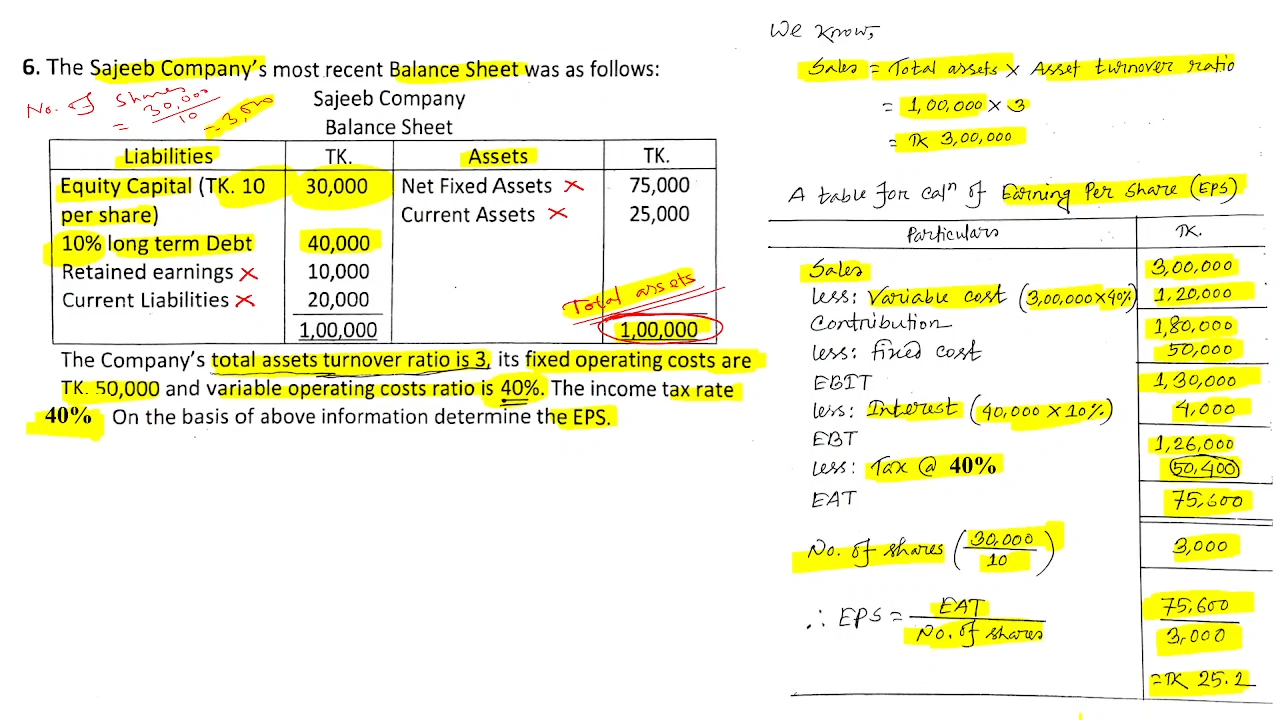 6. The Sajeeb Company's most recent Balance Sheet was as follows:
No. of shares
= 30,000
10
= 3,000
Sajeeb Company
Balance Sheet
Liabilities TK. Assets TK.
Equity Capital (TK. 10 30,000 Net Fixed Assets × 75,000
per share) Current Assets × 25,000
10% long term Debt 40,000
Retained earnings × 10,000
Current Liabilities × 20,000 Total assets
1,00,000 1,00,000
The Company's total assets turnover ratio is 3, its fixed operating costs are
TK. 50,000 and variable operating costs ratio is 40%. The income tax rate
40% On the basis of above information determine the EPS.
We know,
Sales = Total assets × Asset turnover ratio
= 1,00,000 × 3
= TK 3,00,000
A table for calⁿ of Earning Per Share (EPS)
Particulars TK.
Sales 3,00,000
less: Variable cost (3,00,000×40%) 1,20,000
Contribution 1,80,000
less: fixed cost 50,000
EBIT 1,30,000
less: Interest (40,000 × 10%) 4,000
EBT 1,26,000
less: Tax @ 40% 50,400
EAT 75,600
No. of shares (30,000 3,000
10)
∴ EPS = EAT 75,600
No. of shares 3,000
= TK 25.2